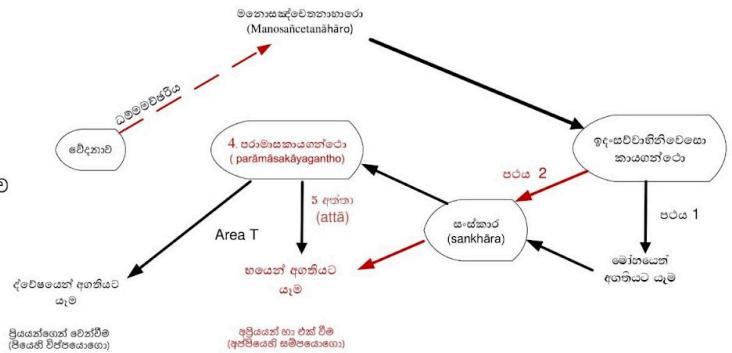 මනොසඤ්චෙතනාහාරො
(Manosañcetanāhāro)
ධම්මමච්ඡරිය
වේදනාව
4. පරාමාසකායගන්ථො
( parāmāsakāyagantho)
ඉදංසච්චාභිනිවෙසො
කායගන්ථො
පථය 2
5 අත්තා
(attā)
පථය 1
Area T
සංස්කාර
(sankhāra)
මෝහයෙන්
අගතියට යෑම
භයෙන් අගතියට
යෑම
ද්වේෂයෙන් අගතියට
යෑම
ප්‍රියයන්ගෙන් වෙන්වීම
(පියෙහි විප්පයොගො)
අප්‍රියයන් හා එක් වීම
(අප්පියෙහි සම්පයොගො)